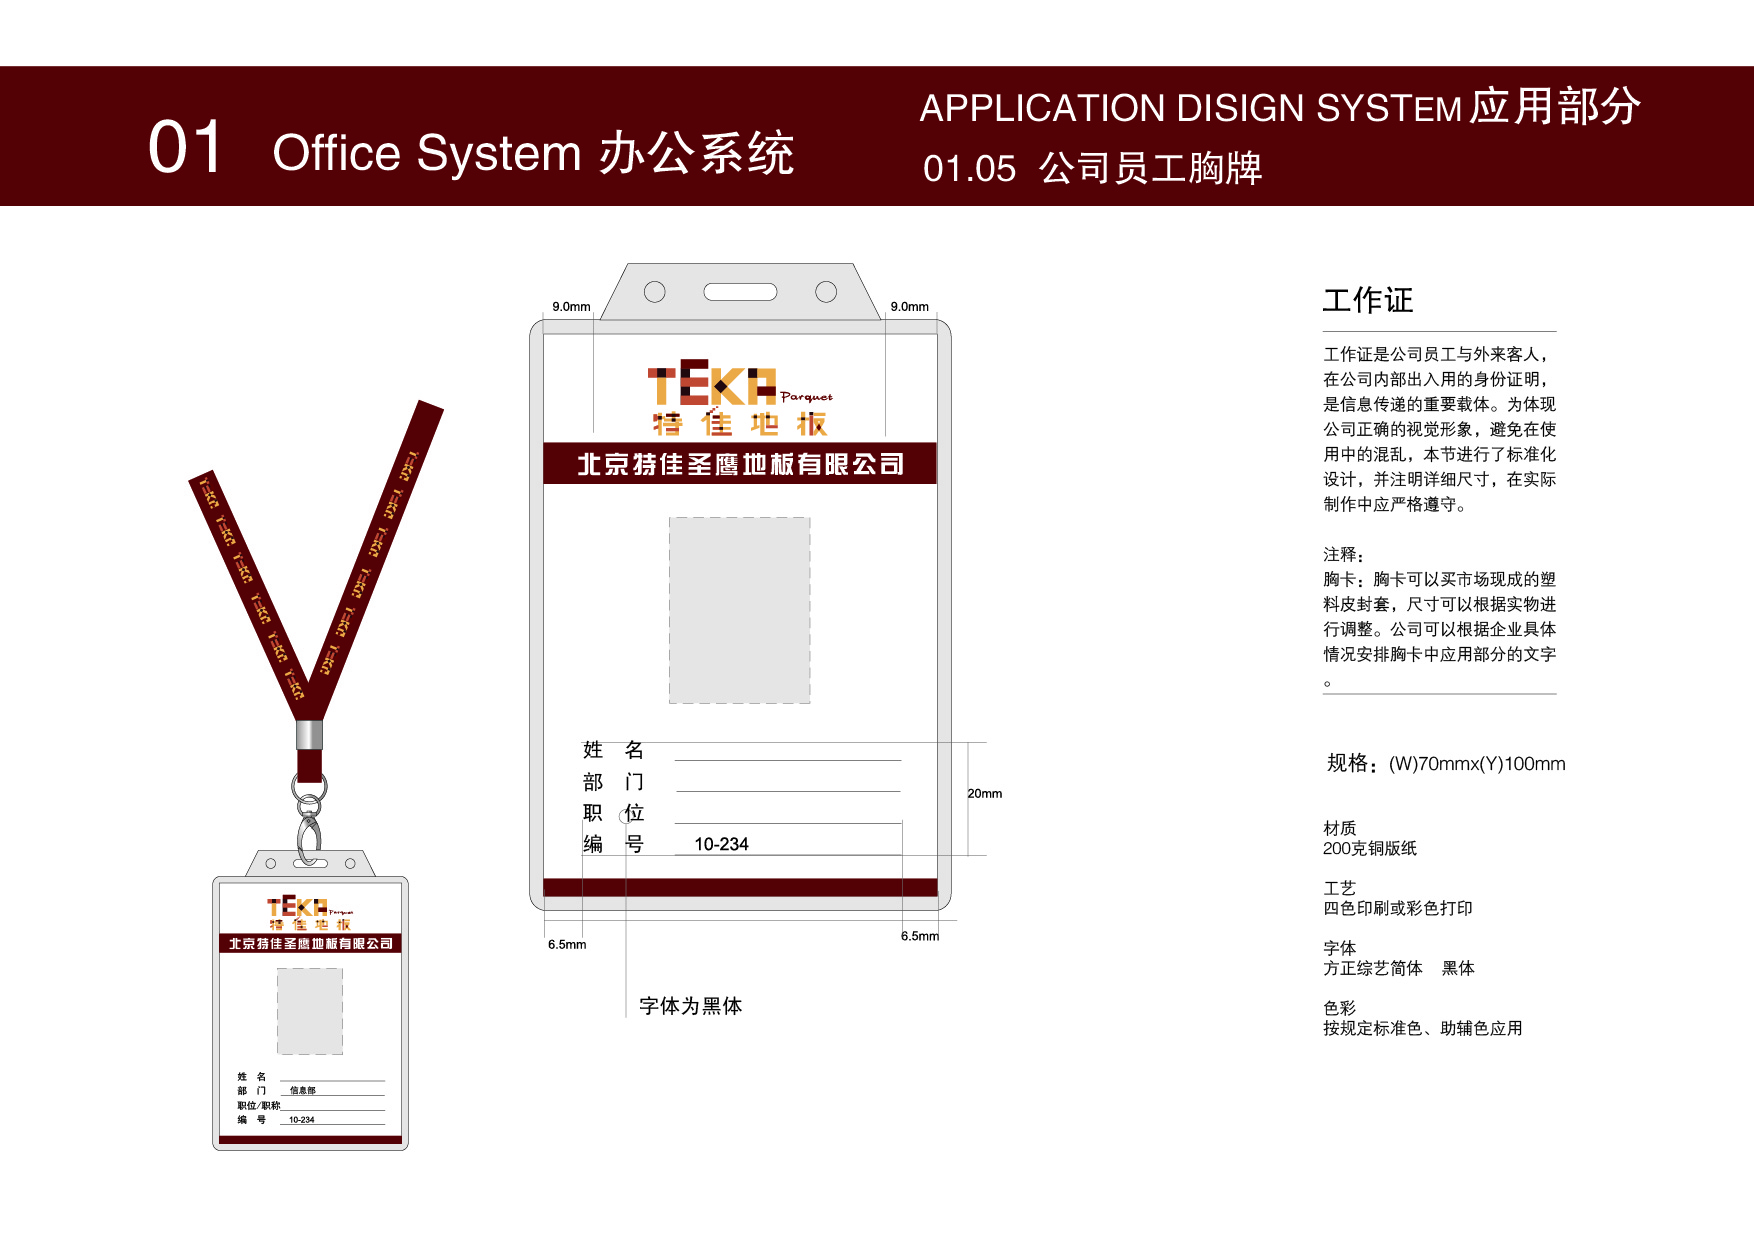 01 Office System 办公系统
APPLICATION DISIGN SYSTEM 应用部分
01.05 公司员工胸牌
9.0mm
9.0mm
TEKA Parquet
特佳地板
北京特佳圣鹰地板有限公司
姓 名
部 门
职 位
编 号 10-234
20mm
6.5mm
6.5mm
字体为黑体
TEKA TEKA TEKA TEKA TEKA TEKA
TEKA TEKA TEKA TEKA TEKA TEKA
TEKA Parquet
特佳地板
北京特佳圣鹰地板有限公司
姓 名
部 门 信息部
职位/职称
编 号 10-234
工作证
工作证是公司员工与外来客人，
在公司内部出入用的身份证明，
是信息传递的重要载体。为体现
公司正确的视觉形象，避免在使
用中的混乱，本节进行了标准化
设计，并注明详细尺寸，在实际
制作中应严格遵守。
注释：
胸卡：胸卡可以买市场现成的塑
料皮封套，尺寸可以根据实物进
行调整。公司可以根据企业具体
情况安排胸卡中应用部分的文字
。
规格：(W)70mmx(Y)100mm
材质
200克铜版纸
工艺
四色印刷或彩色打印
字体
方正综艺简体 黑体
色彩
按规定标准色、助辅色应用